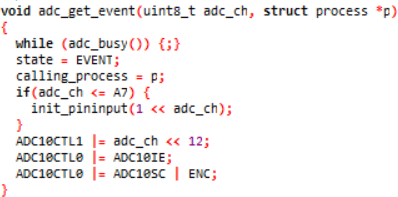 void adc_get_event(uint8_t adc_ch, struct process *p)
{
  while (adc_busy()) {;}
  state = EVENT;
  calling_process = p;
  if(adc_ch <= A7) {
    init_pininput(1 << adc_ch);
  }
  ADC10CTL1 |= adc_ch << 12;
  ADC10CTL0 |= ADC10IE;
  ADC10CTL0 |= ADC10SC | ENC;
}